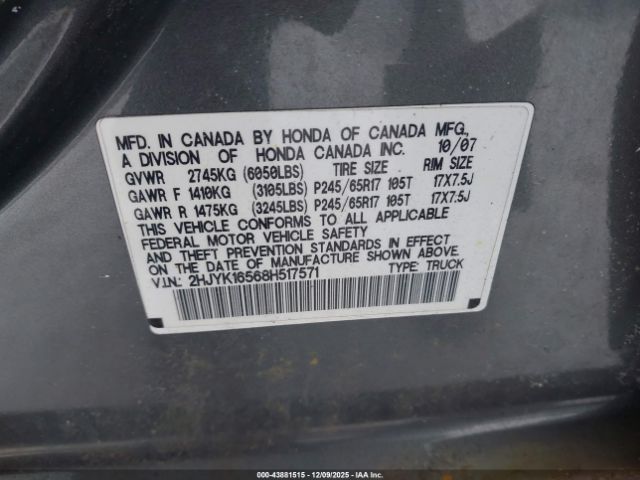 MFD. IN CANADA BY HONDA OF CANADA MFG.,
A DIVISION OF HONDA CANADA INC. 10/07
GVWR 2745KG (6050LBS) TIRE SIZE RIM SIZE
GAWR F 1410KG (3105LBS) P245/65R17 105T 17X7.5J
GAWR R 1475KG (3245LBS) P245/65R17 105T 17X7.5J
THIS VEHICLE CONFORMS TO ALL APPLICABLE
FEDERAL MOTOR VEHICLE SAFETY
AND THEFT PREVENTION STANDARDS IN EFFECT
ON THE DATE OF MANUFACTURE SHOWN ABOVE.
V.I.N.: 2HJYK16568H517571 TYPE: TRUCK
000-43881515 - 12/09/2025 - IAA Inc.